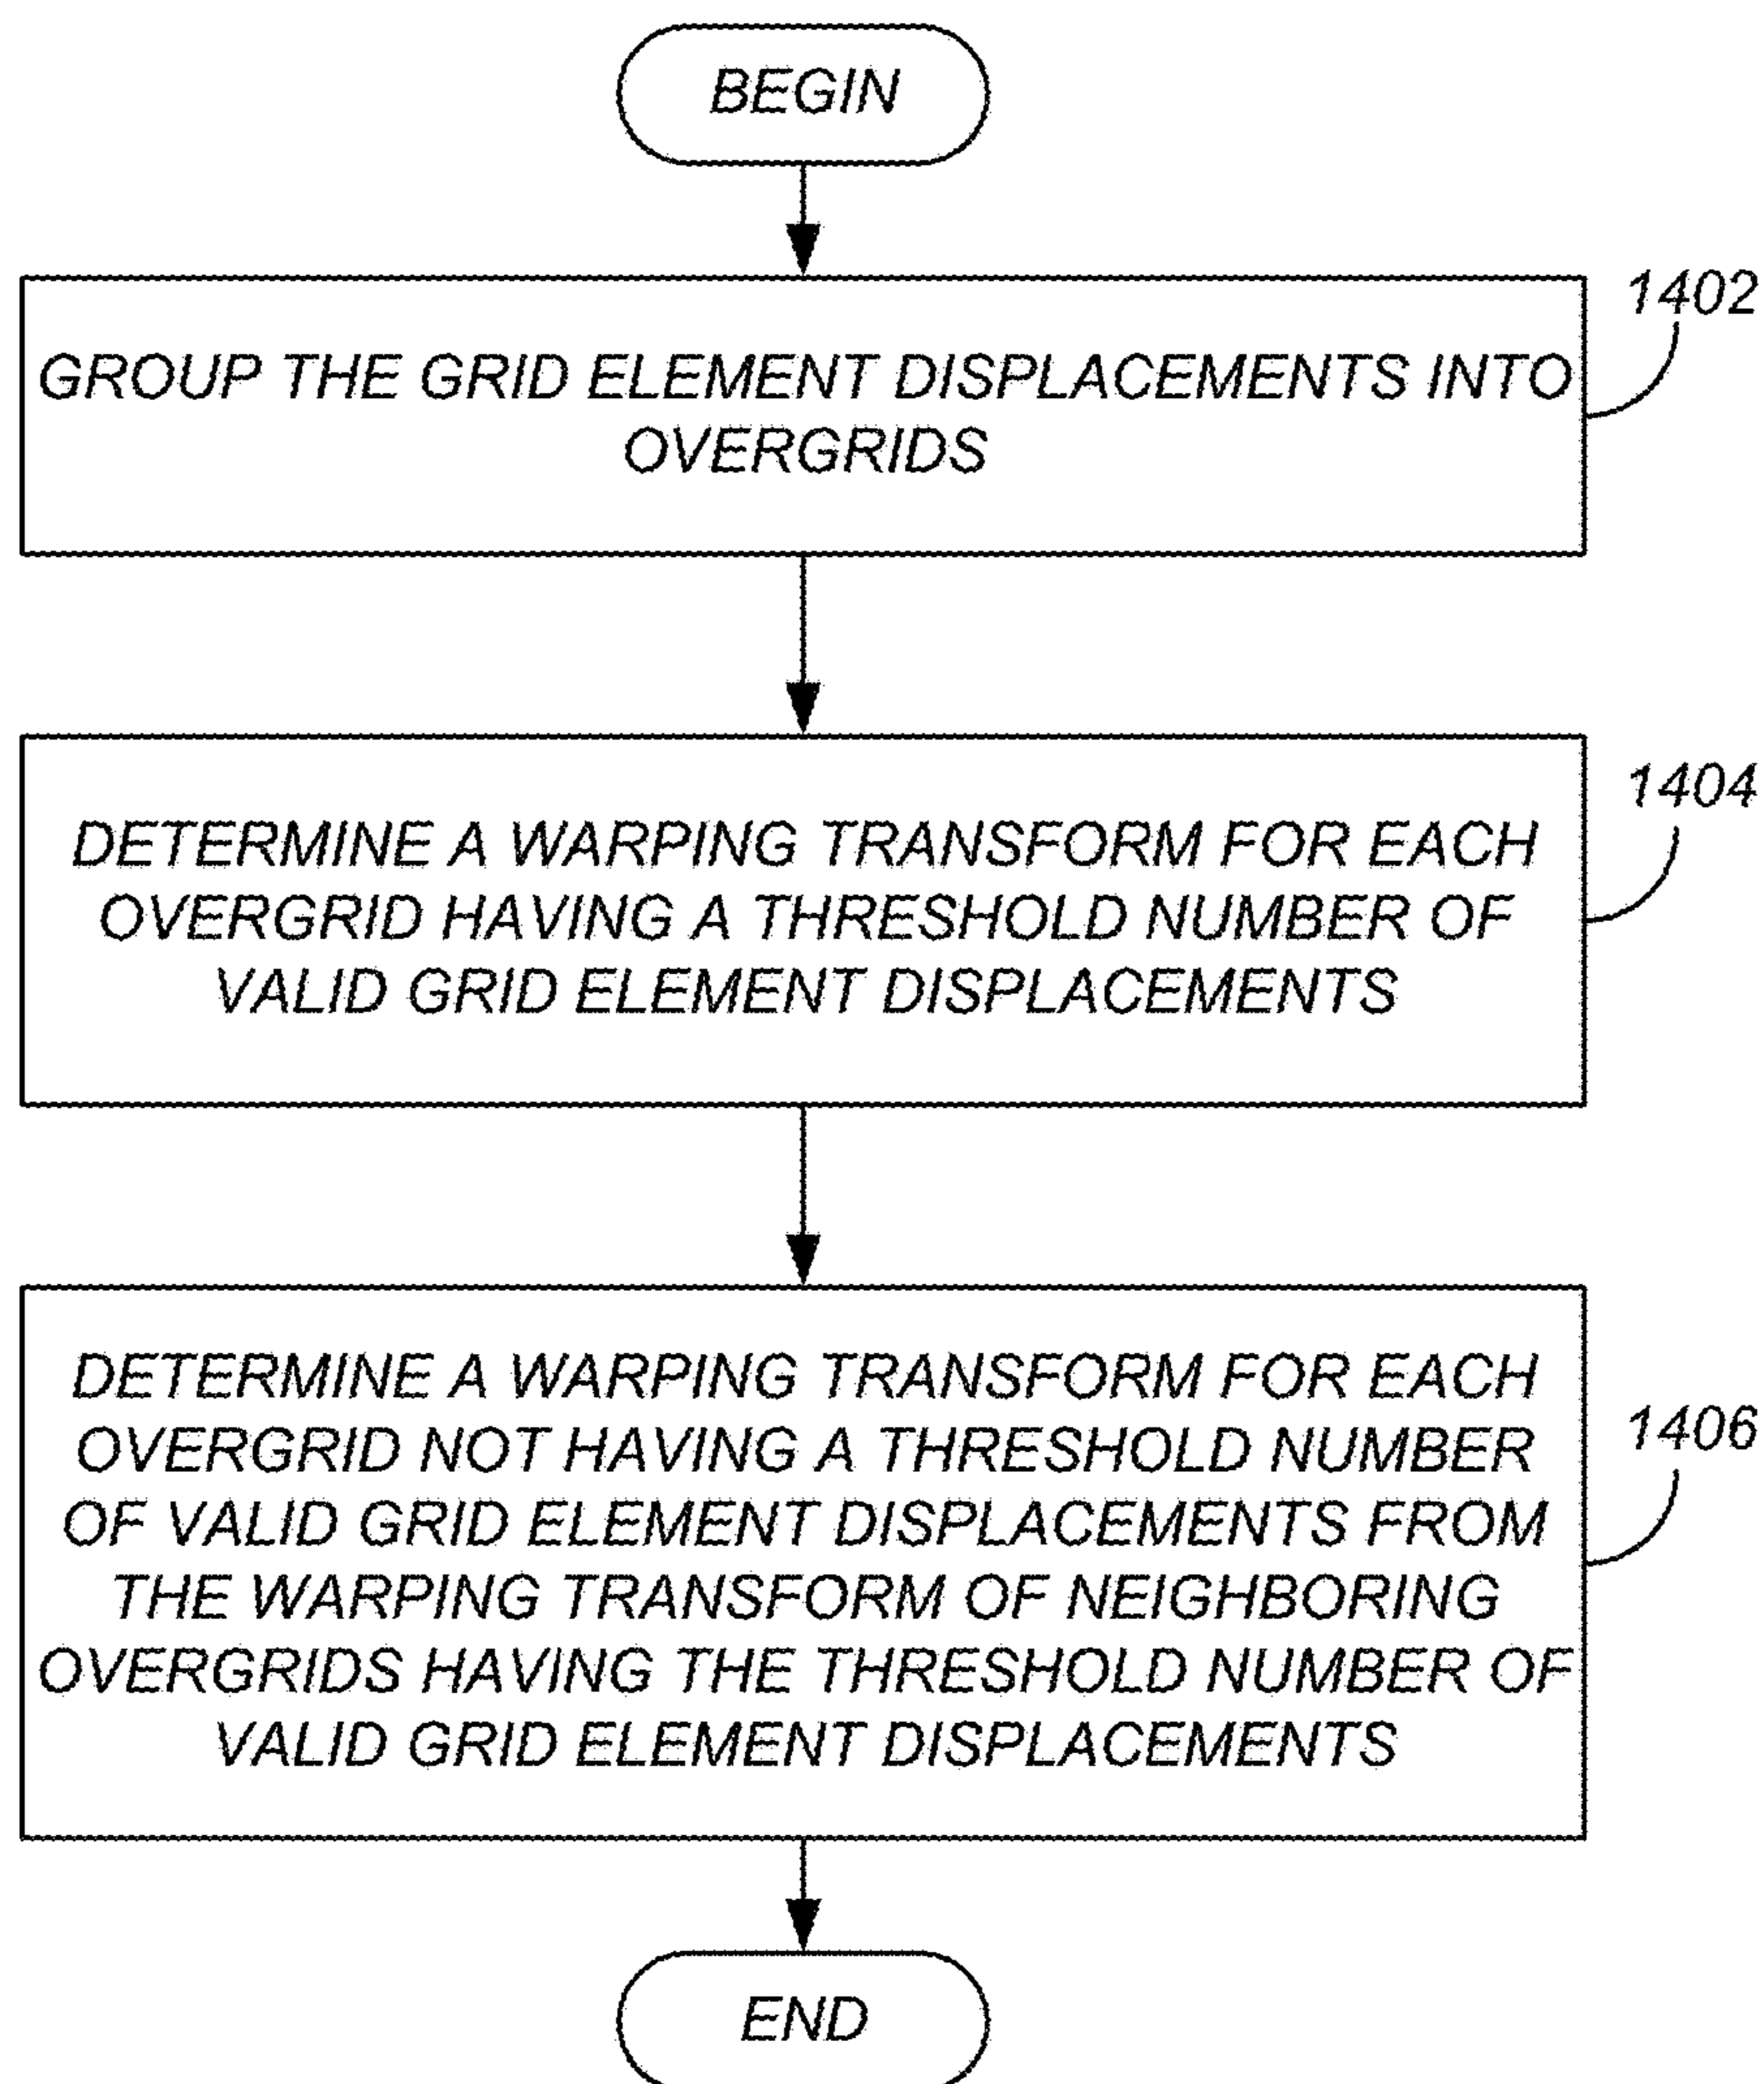 BEGIN
1402
GROUP THE GRID ELEMENT DISPLACEMENTS INTO
OVERGRIDS
1404
DETERMINE A WARPING TRANSFORM FOR EACH
OVERGRID HAVING A THRESHOLD NUMBER OF
VALID GRID ELEMENT DISPLACEMENTS
DETERMINE A WARPING TRANSFORM FOR EACH
1406
OVERGRID NOT HAVING A THRESHOLD NUMBER
OF VALID GRID ELEMENT DISPLACEMENTS FROM
THE WARPING TRANSFORM OF NEIGHBORING
OVERGRIDS HAVING THE THRESHOLD NUMBER OF
VALID GRID ELEMENT DISPLACEMENTS
END